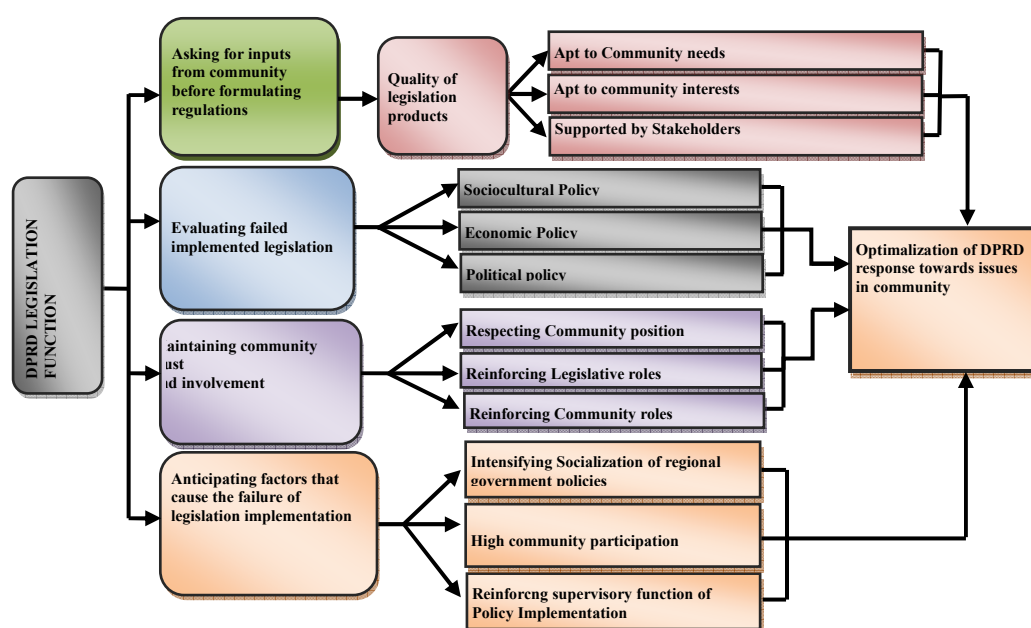 DPRD LEGISLATION
FUNCTION
Asking for inputs
from community
before formulating
regulations
Quality of
legislation
products
Apt to Community needs
Apt to community interests
Supported by Stakeholders
Evaluating failed
implemented legislation
Sociocultural Policy
Economic Policy
Political policy
aintaining community
ust
nd involvement
Respecting Community position
Reinforcing Legislative roles
Reinforcing Community roles
Anticipating factors that
cause the failure of
legislation implementation
Intensifying Socialization of regional
government policies
High community participation
Reinforcng supervisory function of
Policy Implementation
Optimalization of DPRD
response towards issues
in community